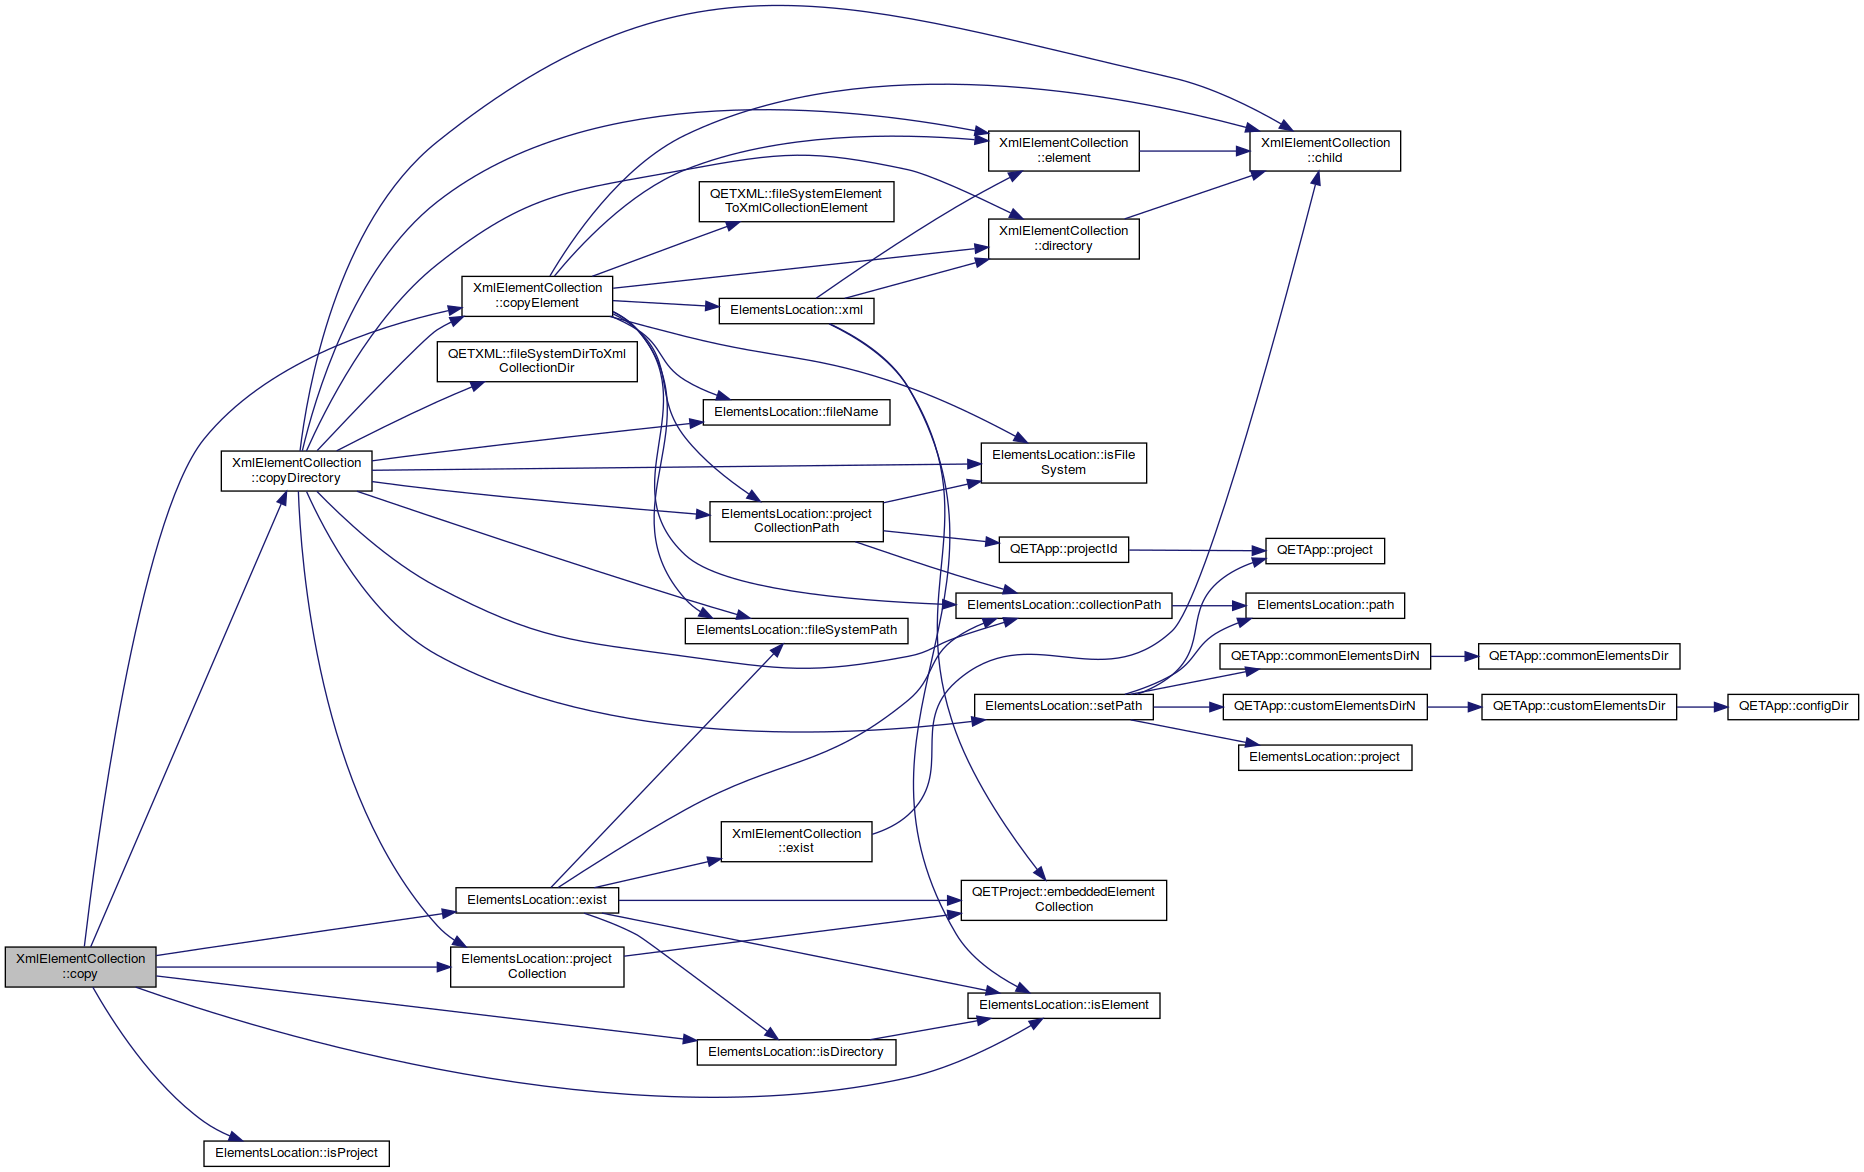 XmlElementCollection
::element
XmlElementCollection
::child
QETXML::fileSystemElement
ToXmlCollectionElement
XmlElementCollection
::directory
XmlElementCollection
::copyElement
ElementsLocation::xml
QETXML::fileSystemDirToXml
CollectionDir
ElementsLocation::fileName
XmlElementCollection
::copyDirectory
ElementsLocation::isFile
System
ElementsLocation::project
CollectionPath
QETApp::projectId
QETApp::project
ElementsLocation::collectionPath
ElementsLocation::path
ElementsLocation::fileSystemPath
QETApp::commonElementsDirN
QETApp::commonElementsDir
ElementsLocation::setPath
QETApp::customElementsDirN
QETApp::customElementsDir
QETApp::configDir
ElementsLocation::project
XmlElementCollection
::exist
ElementsLocation::exist
QETProject::embeddedElement
Collection
XmlElementCollection
::copy
ElementsLocation::project
Collection
ElementsLocation::isElement
ElementsLocation::isDirectory
ElementsLocation::isProject